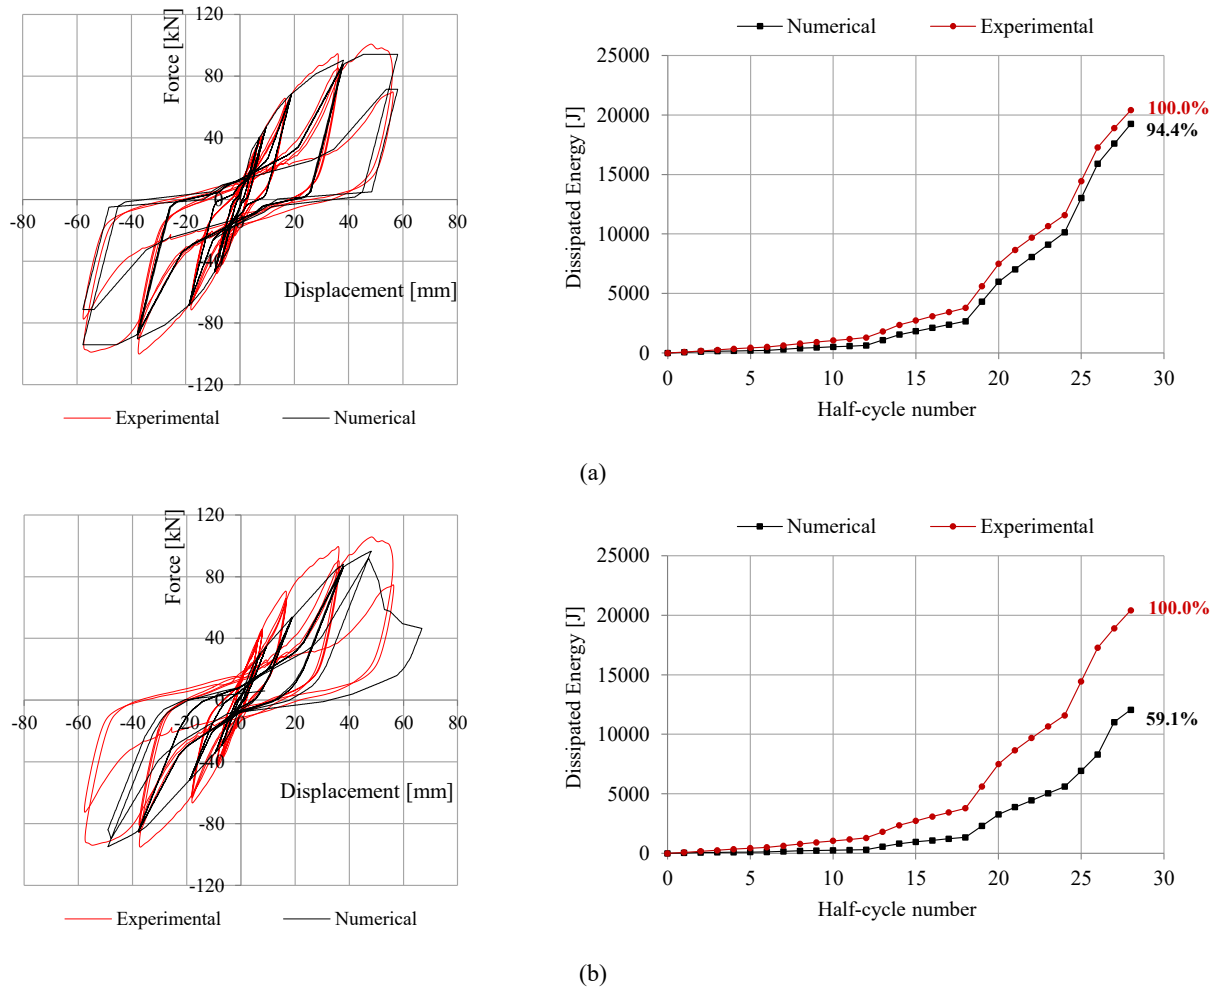 120
80
40
0
-40
-80
-120
-80 -60 -40 -20 0 20 40 60 80
Force [kN]
Displacement [mm]
Experimental Numerical
Numerical Experimental
25000
20000
15000
10000
5000
0
0 5 10 15 20 25 30
Dissipated Energy [J]
Half-cycle number
100.0%
94.4%
(a)
120
80
40
0
-40
-80
-120
-80 -60 -40 -20 0 20 40 60 80
Force [kN]
Displacement [mm]
Experimental Numerical
Numerical Experimental
25000
20000
15000
10000
5000
0
0 5 10 15 20 25 30
Dissipated Energy [J]
Half-cycle number
100.0%
59.1%
(b)